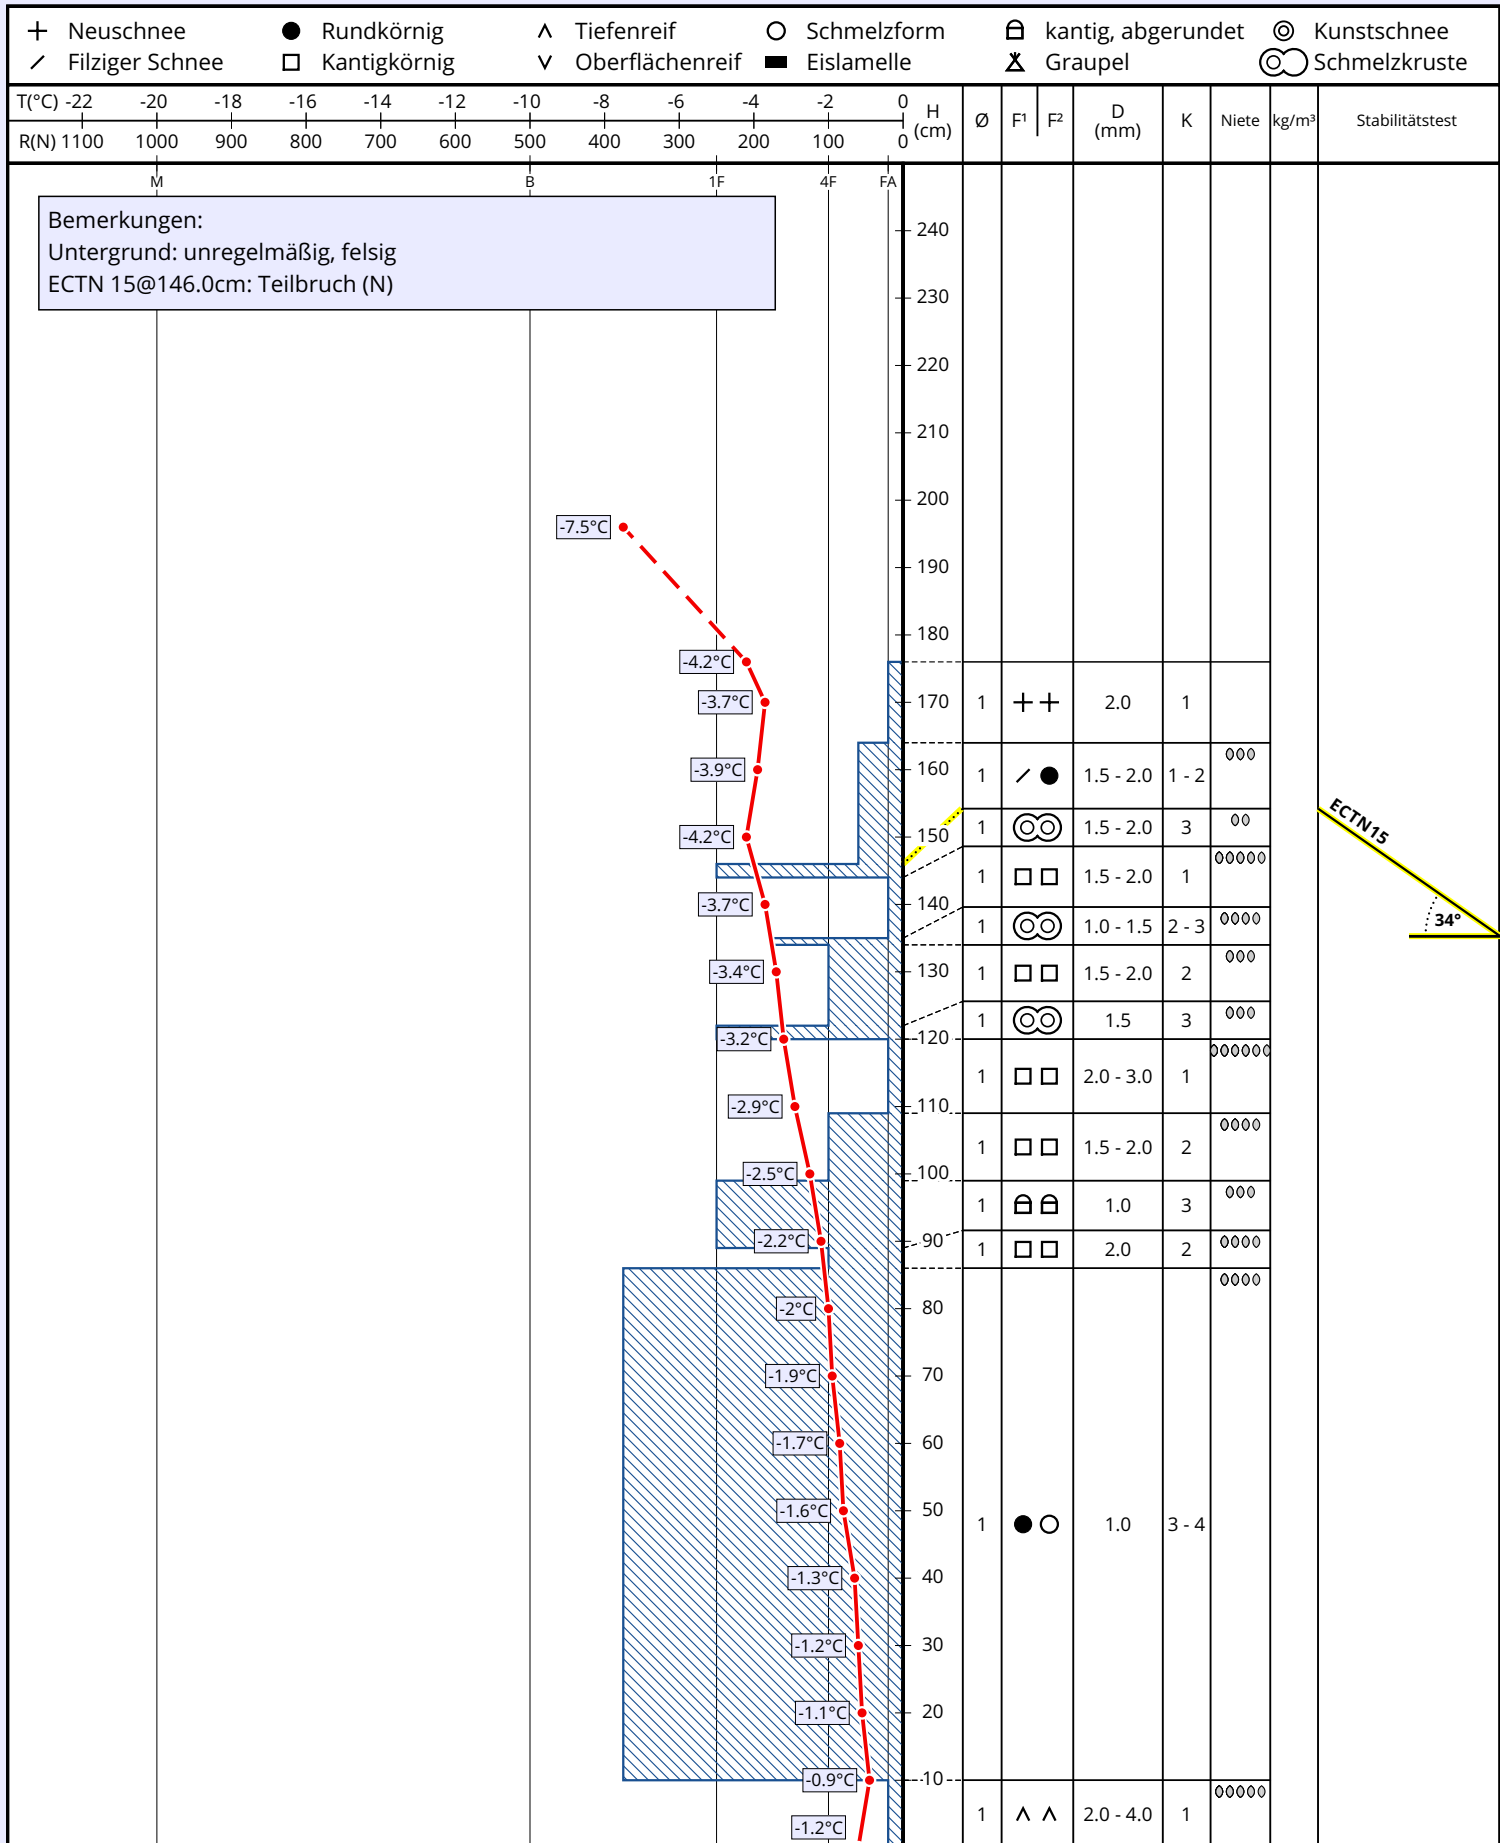 Neuschnee Rundkörnig Tiefenreif Schmelzform kantig, abgerundet Kunstschnee
Filziger Schnee Kantigkörnig Oberflächenreif Eislamelle Graupel Schmelzkruste
T(°C) -22 -20 -18 -16 -14 -12 -10 -8 -6 -4 -2 0
R(N) 1100 1000 900 800 700 600 500 400 300 200 100 0
H (cm) Ø F¹ F² D (mm) K Niete kg/m³ Stabilitätstest
M B 1F 4F FA
Bemerkungen:
Untergrund: unregelmäßig, felsig
ECTN 15@146.0cm: Teilbruch (N)
240
230
220
210
200
-7.5°C
190
180
-4.2°C
-3.7°C 170 1 2.0 1
-3.9°C 160 1 1.5 - 2.0 1 - 2
ECTN15
-4.2°C 150 1 1.5 - 2.0 3
1 1.5 - 2.0 1
-3.7°C 140
1 1.0 - 1.5 2 - 3
34°
-3.4°C 130 1 1.5 - 2.0 2
1 1.5 3
-3.2°C 120
1 2.0 - 3.0 1
-2.9°C 110
1 1.5 - 2.0 2
-2.5°C 100
1 1.0 3
-2.2°C 90
1 2.0 2
-2°C 80
-1.9°C 70
-1.7°C 60
-1.6°C 50
1 1.0 3 - 4
-1.3°C 40
-1.2°C 30
-1.1°C 20
-0.9°C 10
1 2.0 - 4.0 1
-1.2°C